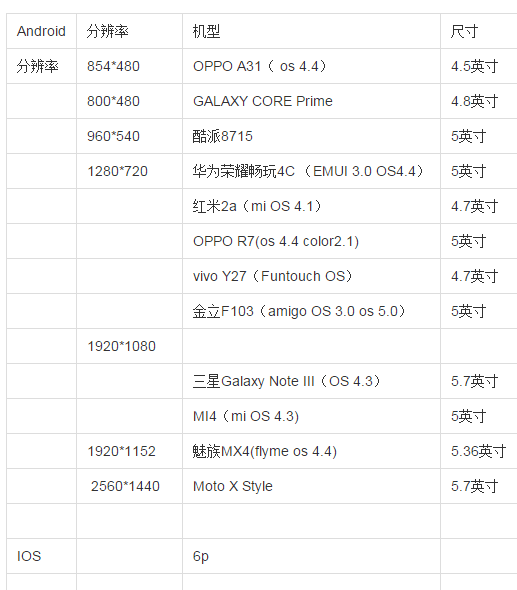 Android 分辨率 机型 尺寸
分辨率 854*480 OPPO A31（ os 4.4） 4.5英寸
800*480 GALAXY CORE Prime 4.8英寸
960*540 酷派8715 5英寸
1280*720 华为荣耀畅玩4C （EMUI 3.0 OS4.4） 5英寸
红米2a（mi OS 4.1） 4.7英寸
OPPO R7(os 4.4 color2.1) 5英寸
vivo Y27（Funtouch OS） 4.7英寸
金立F103（amigo OS 3.0 os 5.0） 5英寸
1920*1080
三星Galaxy Note III（OS 4.3） 5.7英寸
MI4（mi OS 4.3) 5英寸
1920*1152 魅族MX4(flyme os 4.4) 5.36英寸
2560*1440 Moto X Style 5.7英寸
IOS 6p